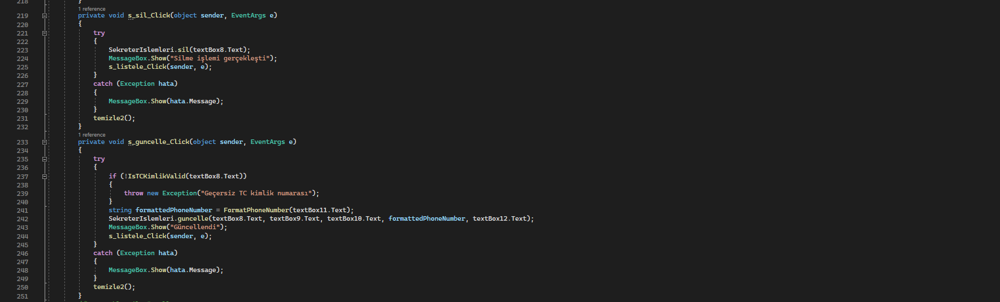 218 }
1 reference
219 private void s_sil_Click(object sender, EventArgs e)
220 {
221 try
222 {
223 SekreterIslemleri.sil(textBox8.Text);
224 MessageBox.Show("Silme işlemi gerçekleşti");
225 s_listele_Click(sender, e);
226 }
227 catch (Exception hata)
228 {
229 MessageBox.Show(hata.Message);
230 }
231 temizle2();
232 }
1 reference
233 private void s_guncelle_Click(object sender, EventArgs e)
234 {
235 try
236 {
237 if (!IsTCKimlikValid(textBox8.Text))
238 {
239 throw new Exception("Geçersiz TC kimlik numarası");
240 }
241 string formattedPhoneNumber = FormatPhoneNumber(textBox11.Text);
242 SekreterIslemleri.guncelle(textBox8.Text, textBox9.Text, textBox10.Text, formattedPhoneNumber, textBox12.Text);
243 MessageBox.Show("Güncellendi");
244 s_listele_Click(sender, e);
245 }
246 catch (Exception hata)
247 {
248 MessageBox.Show(hata.Message);
249 }
250 temizle2();
251 }